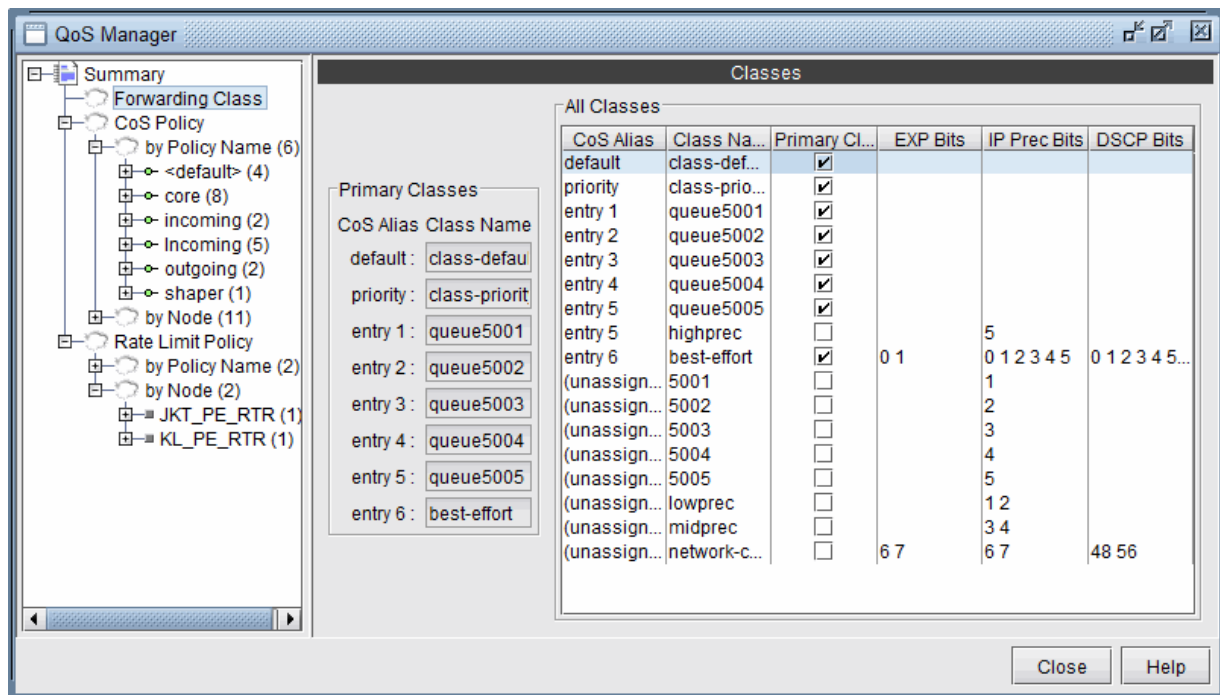 QoS Manager
Summary
Forwarding Class
CoS Policy
by Policy Name (6)
<default> (4)
core (8)
incoming (2)
Incoming (5)
outgoing (2)
shaper (1)
by Node (11)
Rate Limit Policy
by Policy Name (2)
by Node (2)
JKT_PE_RTR (1)
KL_PE_RTR (1)
Classes
Primary Classes
CoS Alias Class Name
default : class-defau
priority : class-priorit
entry 1 : queue5001
entry 2 : queue5002
entry 3 : queue5003
entry 4 : queue5004
entry 5 : queue5005
entry 6 : best-effort
All Classes
CoS Alias Class Na... Primary Cl... EXP Bits IP Prec Bits DSCP Bits
default class-def...
priority class-prio...
entry 1 queue5001
entry 2 queue5002
entry 3 queue5003
entry 4 queue5004
entry 5 queue5005
entry 5 highprec 5
entry 6 best-effort 0 1 0 1 2 3 4 5 0 1 2 3 4 5...
(unassign... 5001 1
(unassign... 5002 2
(unassign... 5003 3
(unassign... 5004 4
(unassign... 5005 5
(unassign... lowprec 1 2
(unassign... midprec 3 4
(unassign... network-c... 6 7 6 7 48 56
Close Help